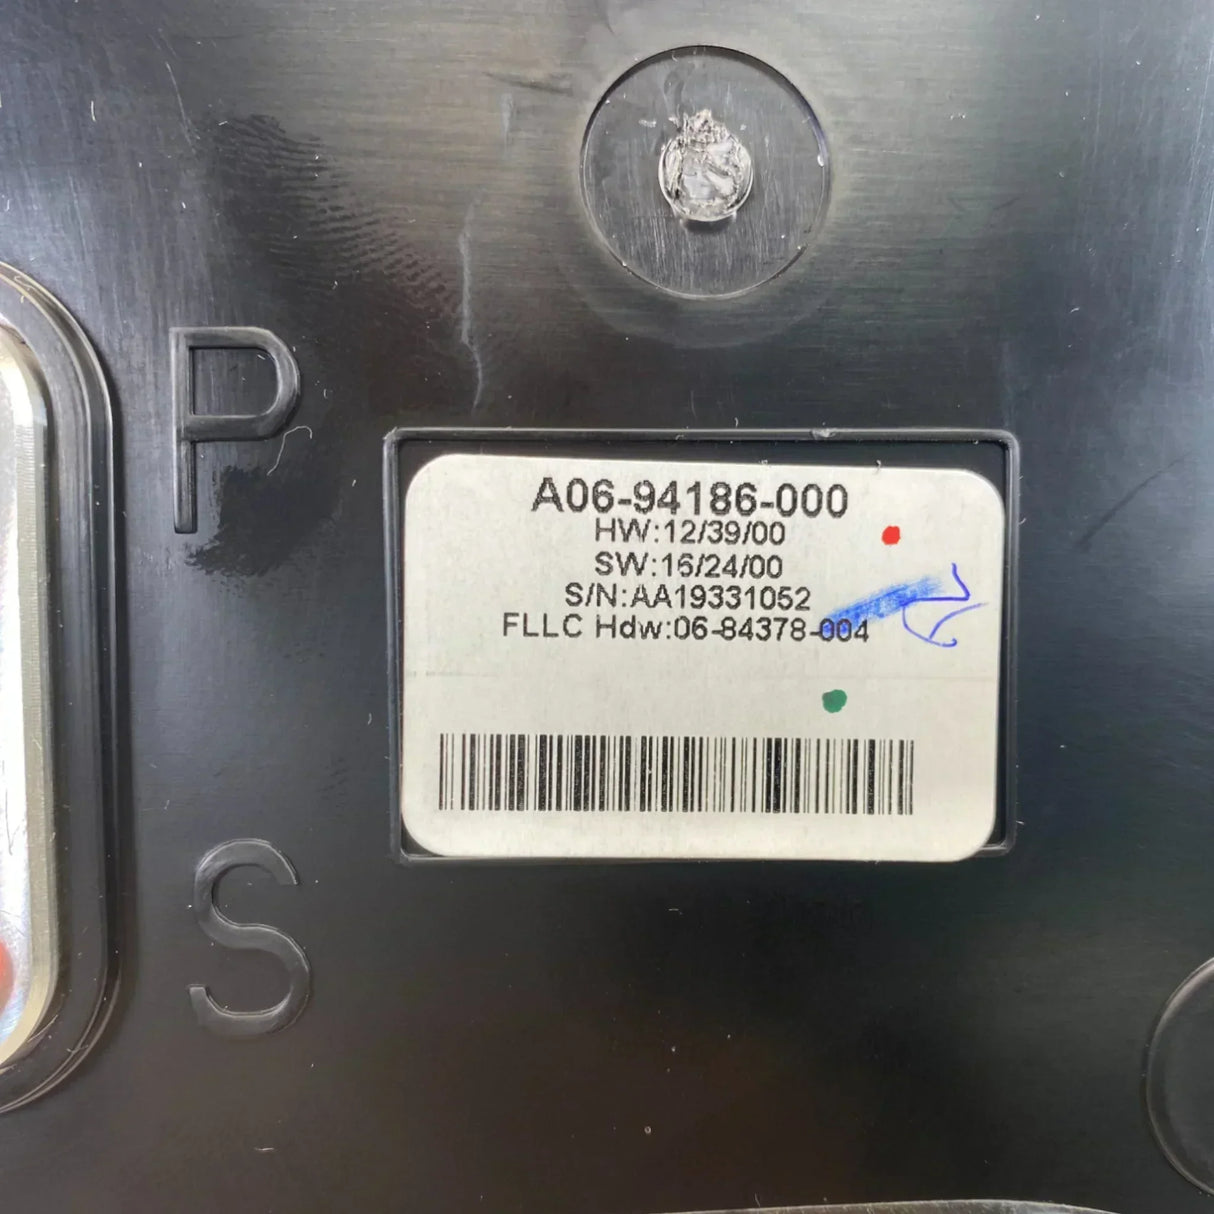 P
A06-94186-000
HW:12/39/00
SW:16/24/00
S/N:AA19331052
FLLC Hdw:06-84378-004
S